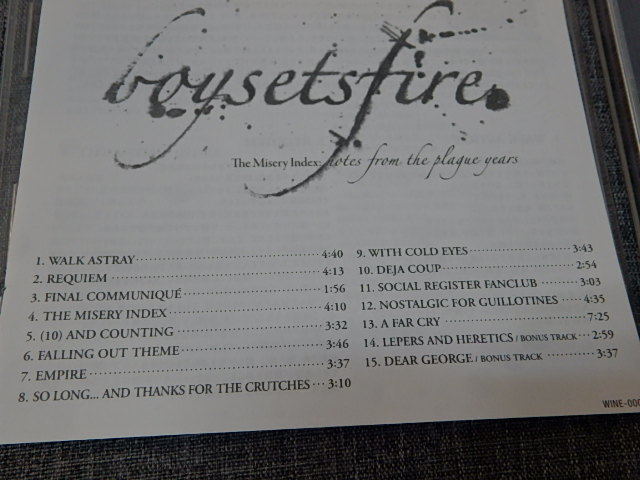 boysetsfire.
The Misery Index: notes from the plague years
1. WALK ASTRAY 4:40
2. REQUIEM 4:13
3. FINAL COMMUNIQUÉ 1:56
4. THE MISERY INDEX 4:10
5. (10) AND COUNTING 3:32
6. FALLING OUT THEME 3:46
7. EMPIRE 3:37
8. SO LONG... AND THANKS FOR THE CRUTCHES 3:10
9. WITH COLD EYES 3:43
10. DEJA COUP 2:54
11. SOCIAL REGISTER FANCLUB 3:03
12. NOSTALGIC FOR GUILLOTINES 4:35
13. A FAR CRY 7:25
14. LEPERS AND HERETICS / BONUS TRACK 2:59
15. DEAR GEORGE / BONUS TRACK 3:37